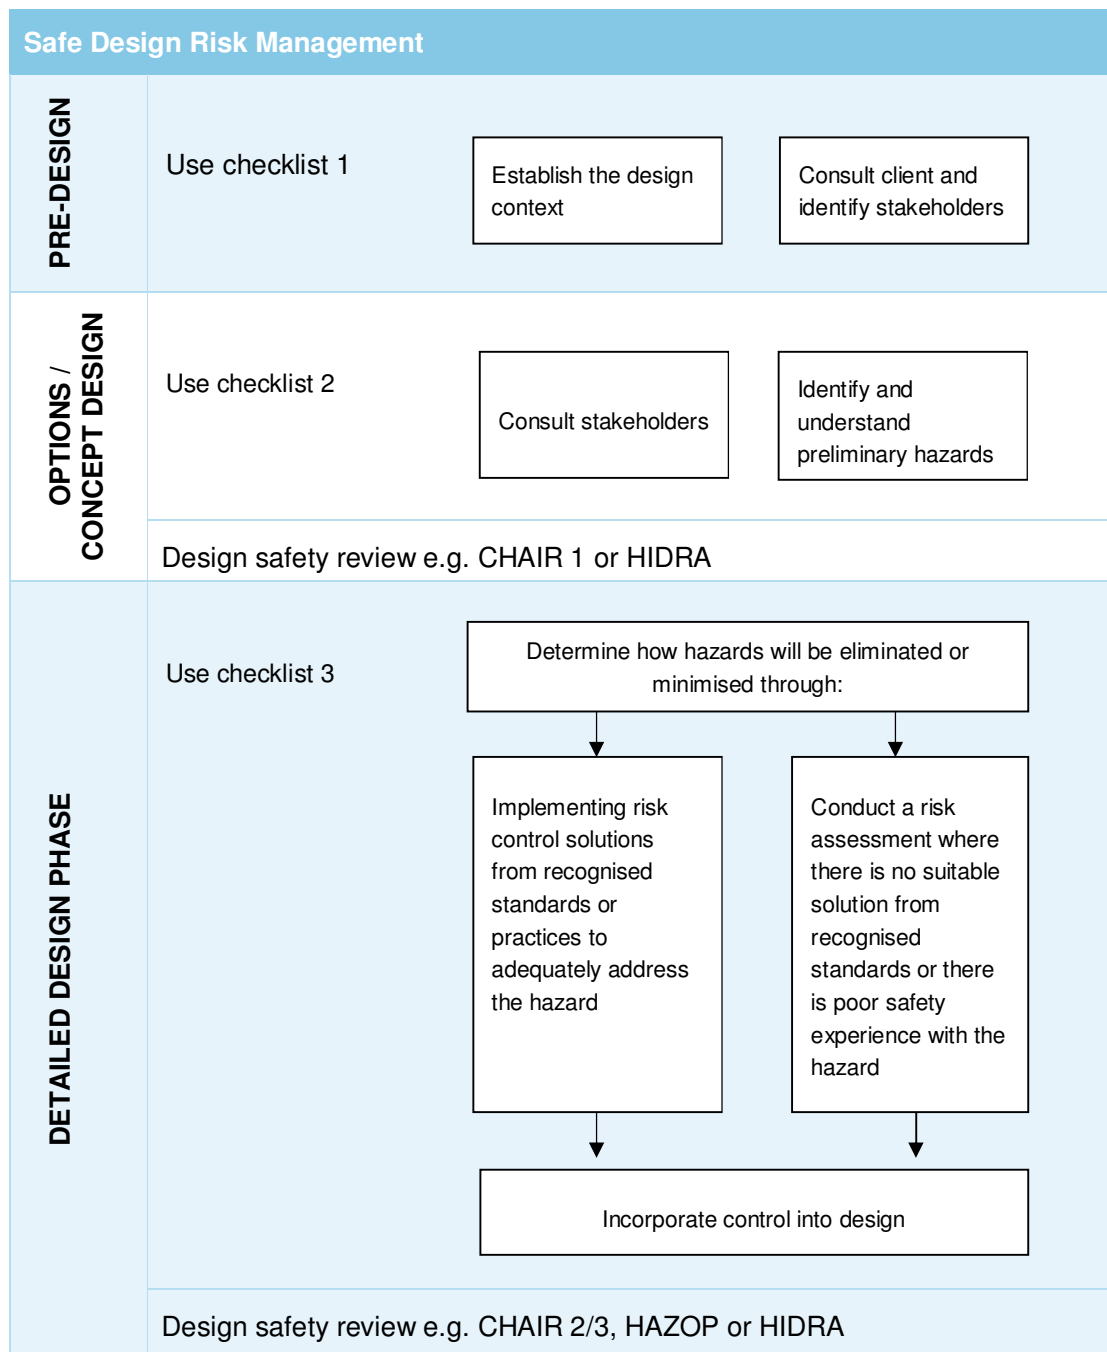 Safe Design Risk Management
PRE-DESIGN
Use checklist 1
Establish the design
context
Consult client and
identify stakeholders
OPTIONS /
CONCEPT DESIGN
Use checklist 2
Consult stakeholders
Identify and
understand
preliminary hazards
Design safety review e.g. CHAIR 1 or HIDRA
DETAILED DESIGN PHASE
Use checklist 3
Determine how hazards will be eliminated or
minimised through:
Implementing risk
control solutions
from recognised
standards or
practices to
adequately address
the hazard
Conduct a risk
assessment where
there is no suitable
solution from
recognised
standards or there
is poor safety
experience with the
hazard
Incorporate control into design
Design safety review e.g. CHAIR 2/3, HAZOP or HIDRA